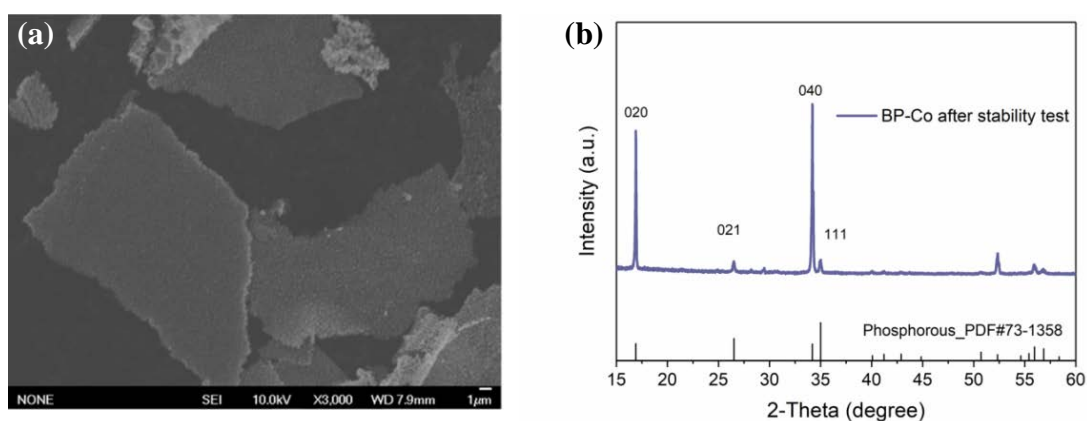 (a)
NONE SEI 10.0kV X3,000 WD 7.9mm 1μm
(b)
Intensity (a.u.)
020
021
040
111
BP-Co after stability test
Phosphorous_PDF#73-1358
15 20 25 30 35 40 45 50 55 60
2-Theta (degree)